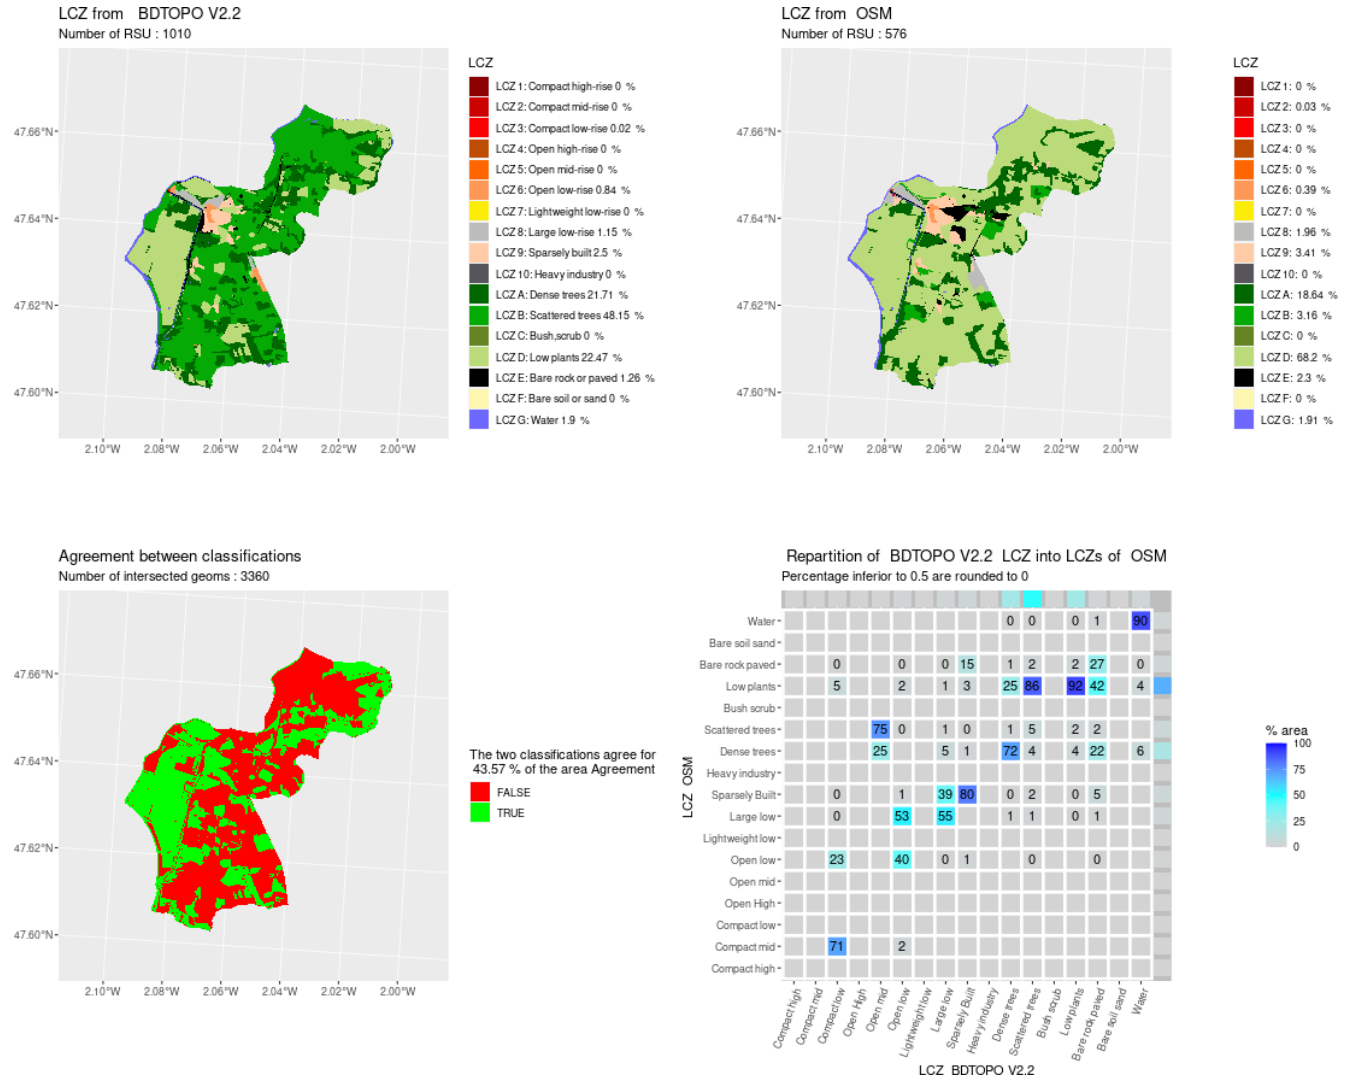 LCZ from BDTOPO V2.2
Number of RSU : 1010
47.66°N
47.64°N
47.62°N
47.60°N
2.10°W 2.08°W 2.06°W 2.04°W 2.02°W 2.00°W
LCZ
LCZ 1: Compact high-rise 0 %
LCZ 2: Compact mid-rise 0 %
LCZ 3: Compact low-rise 0.02 %
LCZ 4: Open high-rise 0 %
LCZ 5: Open mid-rise 0 %
LCZ 6: Open low-rise 0.84 %
LCZ 7: Lightweight low-rise 0 %
LCZ 8: Large low-rise 1.15 %
LCZ 9: Sparsely built 2.5 %
LCZ 10: Heavy industry 0 %
LCZ A: Dense trees 21.71 %
LCZ B: Scattered trees 48.15 %
LCZ C: Bush,scrub 0 %
LCZ D: Low plants 22.47 %
LCZ E: Bare rock or paved 1.26 %
LCZ F: Bare soil or sand 0 %
LCZ G: Water 1.9 %
LCZ from OSM
Number of RSU : 576
47.66°N
47.64°N
47.62°N
47.60°N
2.10°W 2.08°W 2.06°W 2.04°W 2.02°W 2.00°W
LCZ
LCZ 1: 0 %
LCZ 2: 0.03 %
LCZ 3: 0 %
LCZ 4: 0 %
LCZ 5: 0 %
LCZ 6: 0.39 %
LCZ 7: 0 %
LCZ 8: 1.96 %
LCZ 9: 3.41 %
LCZ 10: 0 %
LCZ A: 18.64 %
LCZ B: 3.16 %
LCZ C: 0 %
LCZ D: 68.2 %
LCZ E: 2.3 %
LCZ F: 0 %
LCZ G: 1.91 %
Agreement between classifications
Number of intersected geoms : 3360
47.66°N
47.64°N
47.62°N
47.60°N
2.10°W 2.08°W 2.06°W 2.04°W 2.02°W 2.00°W
The two classifications agree for
43.57 % of the area Agreement
FALSE
TRUE
Repartition of BDTOPO V2.2 LCZ into LCZs of OSM
Percentage inferior to 0.5 are rounded to 0
LCZ OSM
Water 0 0 0 1 90
Bare soil sand
Bare rock paved 0 0 0 15 1 2 2 27 0
Low plants 5 2 1 3 25 86 92 42 4
Bush scrub
Scattered trees 75 0 1 0 1 5 2 2
Dense trees 25 5 1 72 4 4 22 6
Heavy industry
Sparsely Built 0 1 39 80 0 2 0 5
Large low 0 53 55 1 1 0 1
Lightweight low
Open low 23 40 0 1 0 0
Open mid
Open High
Compact low
Compact mid 71 2
Compact high
Compact high
Compact mid
Compact low
Open High
Open mid
Open low
Lightweight low
Large low
Sparsely Built
Heavy industry
Dense trees
Scattered trees
Bush scrub
Low plants
Bare rock paved
Bare soil sand
Water
LCZ BDTOPO V2.2
% area
100
75
50
25
0